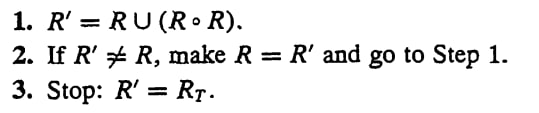 1. R′ = R ∪ (R ∘ R).
2. If R′ ≠ R, make R = R′ and go to Step 1.
3. Stop: R′ = R_T.